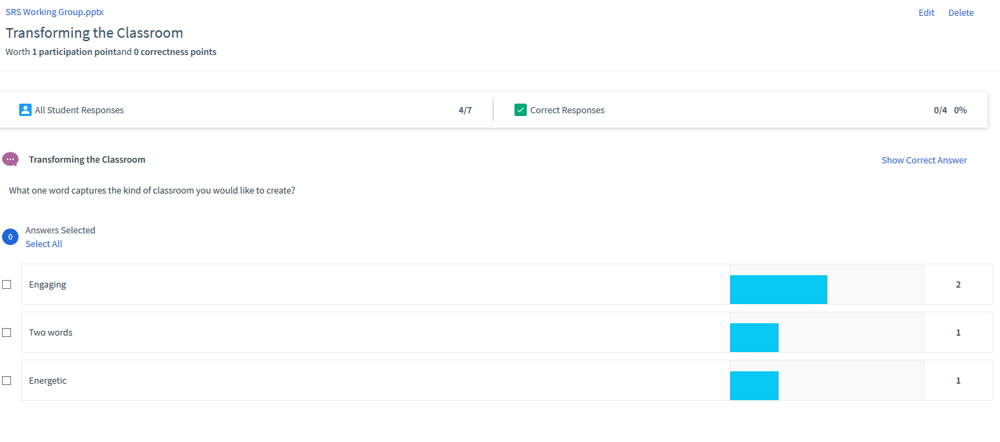 SRS Working Group.pptx
Edit Delete
Transforming the Classroom
Worth 1 participation pointand 0 correctness points
All Student Responses 4/7
Correct Responses 0/4 0%
Transforming the Classroom
Show Correct Answer
What one word captures the kind of classroom you would like to create?
0
Answers Selected
Select All
Engaging 2
Two words 1
Energetic 1